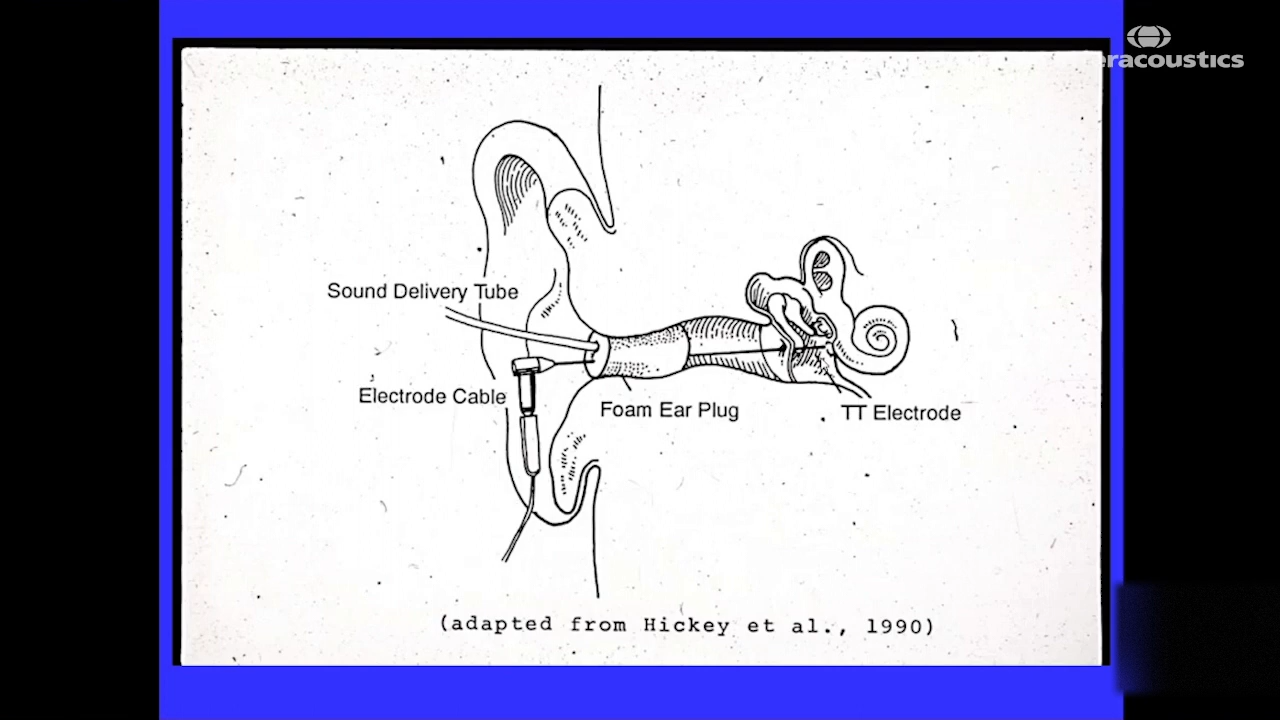 eracoustics
Sound Delivery Tube
Electrode Cable
Foam Ear Plug
TT Electrode
(adapted from Hickey et al., 1990)